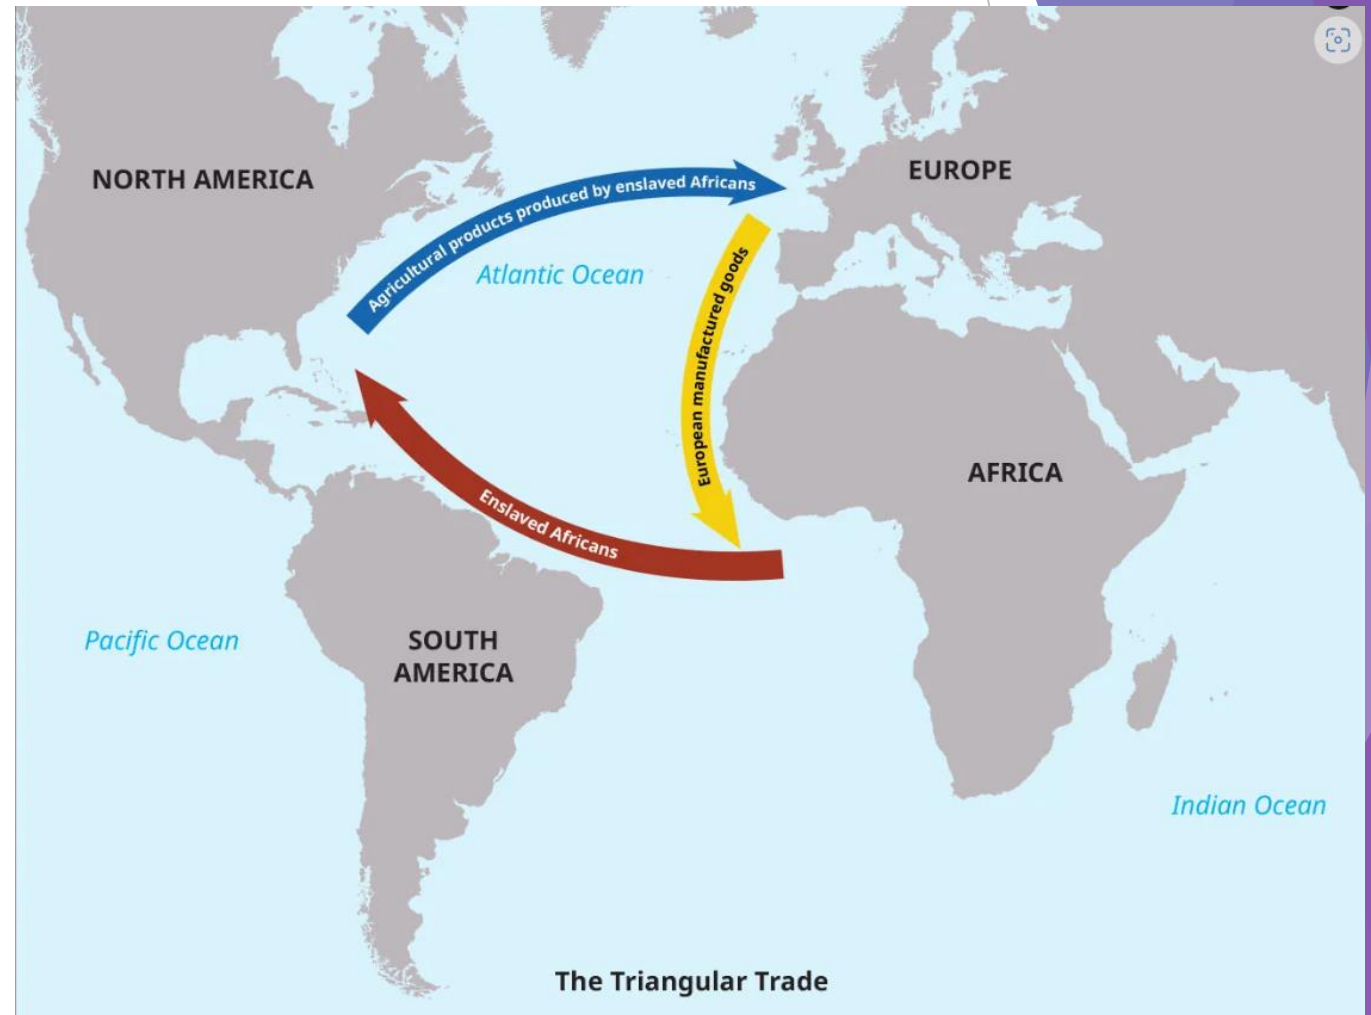 NORTH AMERICA
EUROPE
Agricultural products produced by enslaved Africans
Atlantic Ocean
European manufactured goods
AFRICA
Enslaved Africans
Pacific Ocean
SOUTH
AMERICA
Indian Ocean
The Triangular Trade